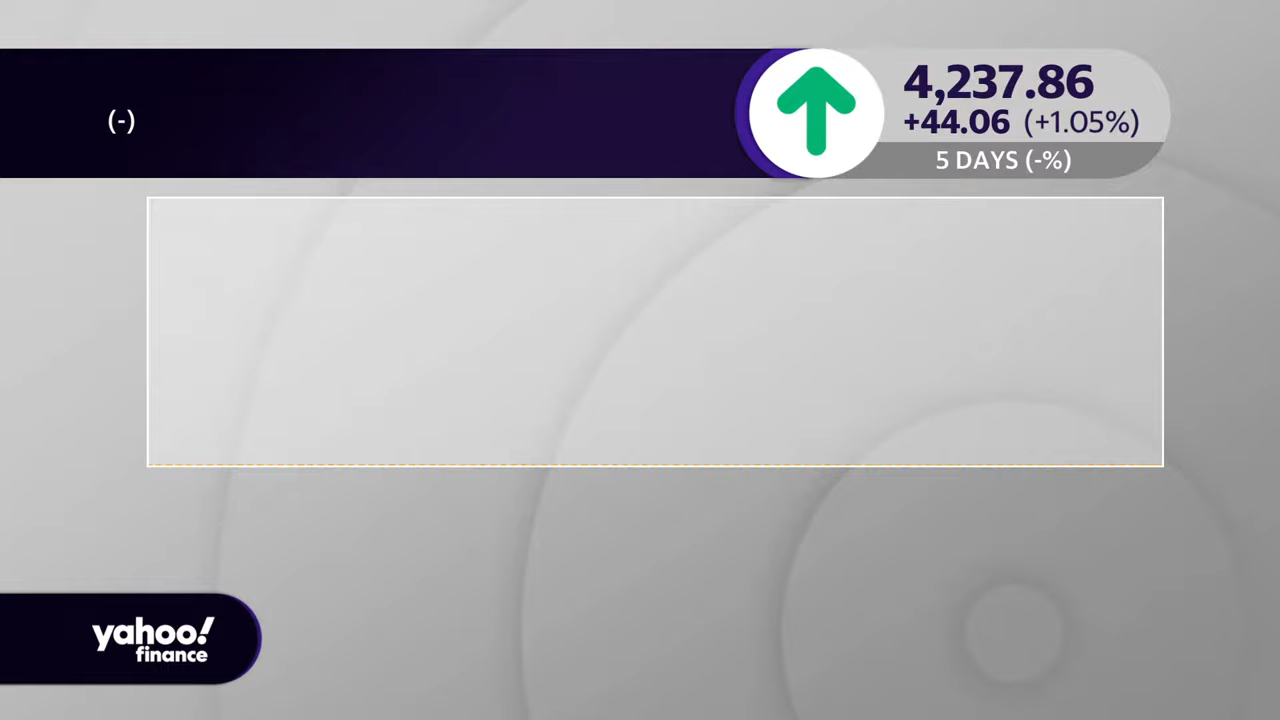 (-)
4,237.86
+44.06 (+1.05%)
5 DAYS (-%)
yahoo!
finance